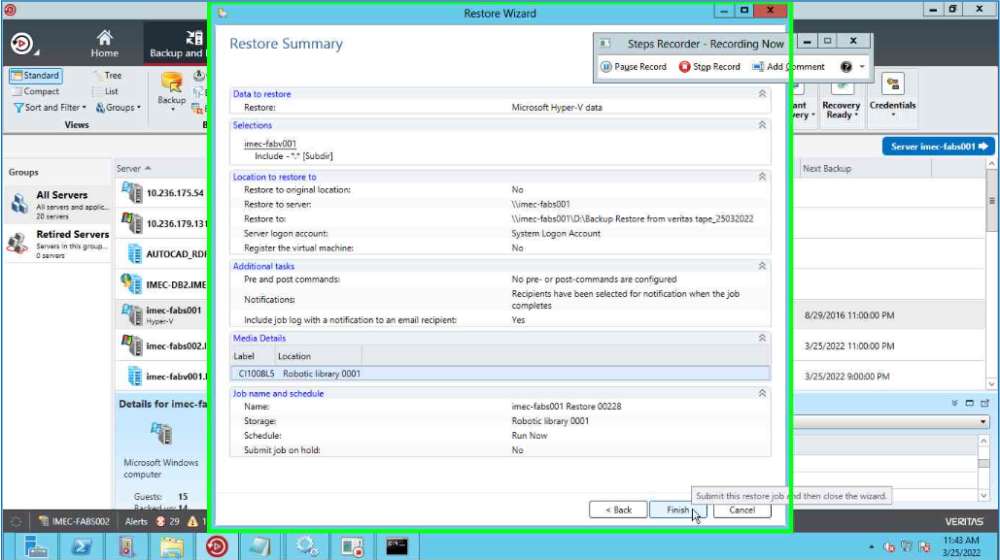 Restore Wizard
Restore Summary
Steps Recorder - Recording Now
Pause Record
Stop Record
Add Comment
Home
Backup and
Standard
Tree
Compact
List
Sort and Filter
Groups
Views
Backup
Recovery
Ready
Credentials
Server imec-fabs001
Groups
All Servers
All servers and applic...
20 servers
Retired Servers
Servers in this group...
0 servers
Server
10.236.175.54
10.236.179.131
AUTOCAD_RDP
IMEC-DB2.IME
imec-fabs001
Hyper-V
imec-fabs002.
imec-fabv001.
Next Backup
8/29/2016 11:00:00 PM
3/25/2022 11:00:00 PM
3/25/2022 9:00:00 PM
Data to restore
Restore: Microsoft Hyper-V data
Selections
imec-fabv001
Include -*.* [Subdir]
Location to restore to
Restore to original location: No
Restore to server: \\imec-fabs001
Restore to: \\imec-fabs001\D:\Backup Restore from veritas tape_25032022
Server logon account: System Logon Account
Register the virtual machine: No
Additional tasks
Pre and post commands: No pre- or post-commands are configured
Notifications: Recipients have been selected for notification when the job
completes
Include job log with a notification to an email recipient: Yes
Media Details
Label Location
CI1008L5 Robotic library 0001
Job name and schedule
Name: imec-fabs001 Restore 00228
Storage: Robotic library 0001
Schedule: Run Now
Submit job on hold: No
Details for imec-fa
Microsoft Windows
computer
Guests: 15
Backed up: 14
Submit this restore job and then close the wizard.
< Back
Finish
Cancel
IMEC-FABS002
Alerts 29
VERITAS
11:43 AM
3/25/2022